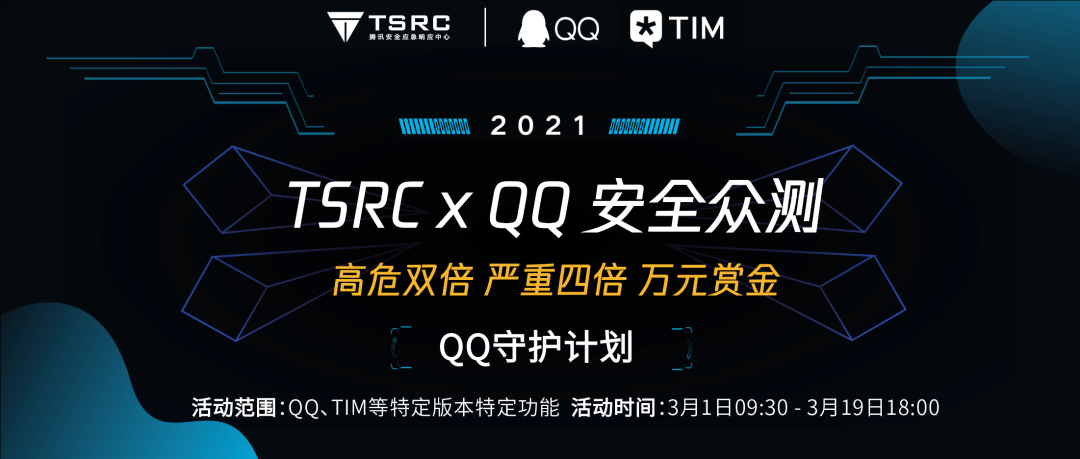 TSRC
腾讯安全应急响应中心
QQ
TIM
2021
TSRC x QQ 安全众测
高危双倍 严重四倍 万元赏金
QQ守护计划
活动范围:QQ、TIM等特定版本特定功能 活动时间:3月1日09:30 - 3月19日18:00